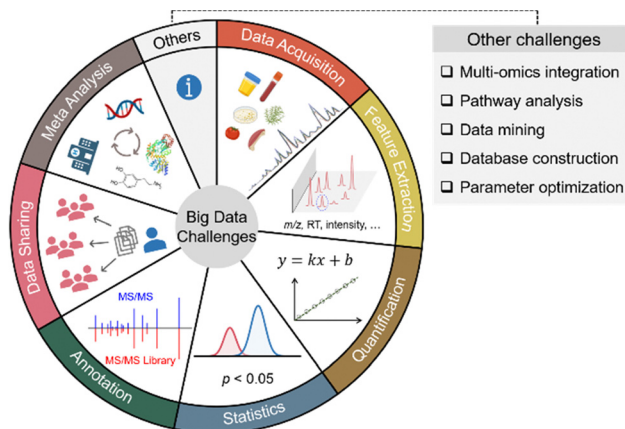 Others
Data Acquisition
Feature Extraction
Quantification
Statistics
Annotation
Data Sharing
Meta Analysis
Big Data
Challenges
m/z, RT, intensity, ...
y = kx + b
p < 0.05
MS/MS
MS/MS Library
i
Other challenges
❑ Multi-omics integration
❑ Pathway analysis
❑ Data mining
❑ Database construction
❑ Parameter optimization